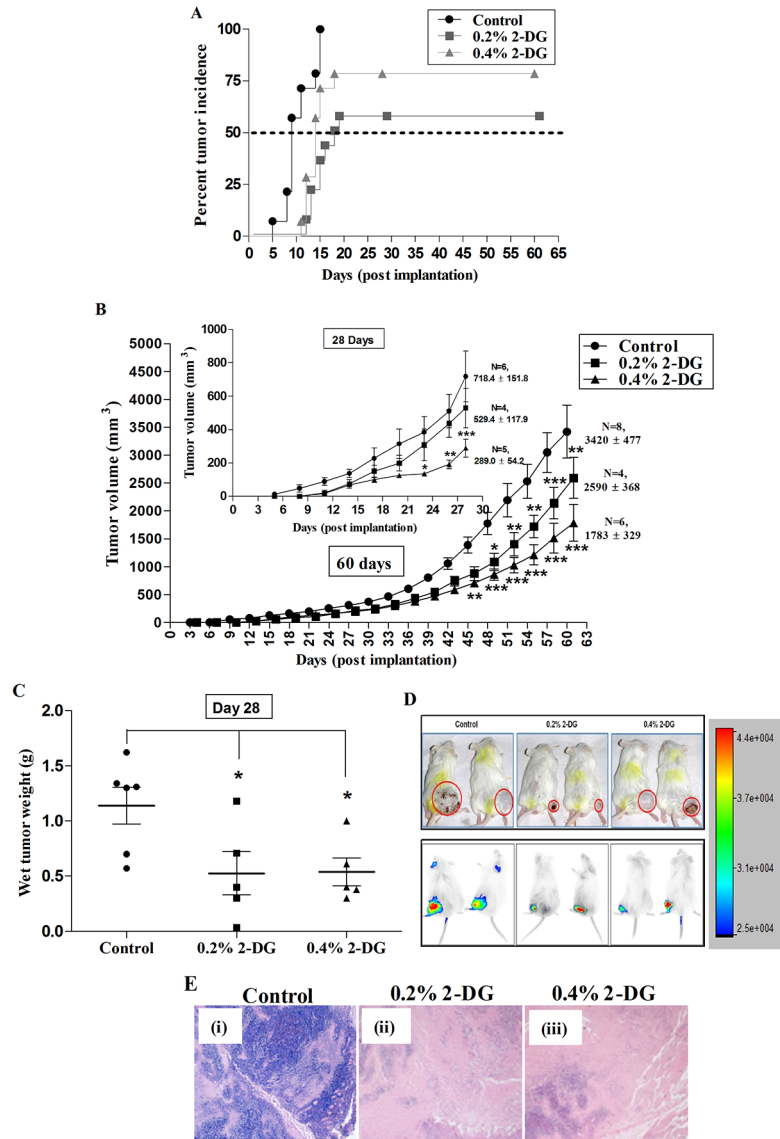 A
Control
0.2% 2-DG
0.4% 2-DG
Percent tumor incidence
100
75
50
25
0
0 5 10 15 20 25 30 35 40 45 50 55 60 65
Days (post implantation)
B
Control
0.2% 2-DG
0.4% 2-DG
Tumor volume (mm3)
5000
4500
4000
3500
3000
2500
2000
1500
1000
500
0
28 Days
Tumor volume (mm3)
1000
800
600
400
200
0
N=6,
718.4 ± 151.8
N=4,
529.4 ± 117.9
***
N=5,
289.0 ± 54.2
**
*
0 3 6 9 12 15 18 21 24 27 30
Days (post implantation)
N=8,
3420 ± 477
**
N=4,
2590 ± 368
***
N=6,
1783 ± 329
**
**
*
60 days
** *** *** *** *** ***
0 3 6 9 12 15 18 21 24 27 30 33 36 39 42 45 48 51 54 57 60 63
Days (post implantation)
C
Day 28
Wet tumor weight (g)
2.0
1.5
1.0
0.5
0.0
* *
Control 0.2% 2-DG 0.4% 2-DG
D
Control 0.2% 2-DG 0.4% 2-DG
4.4e+004
3.7e+004
3.1e+004
2.5e+004
E
Control 0.2% 2-DG 0.4% 2-DG
(i) (ii) (iii)